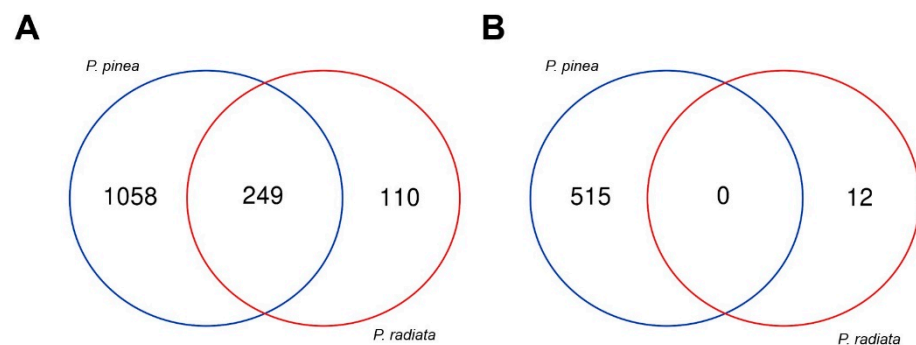 A
B
P. pinea
P. pinea
1058
249
110
515
0
12
P. radiata
P. radiata